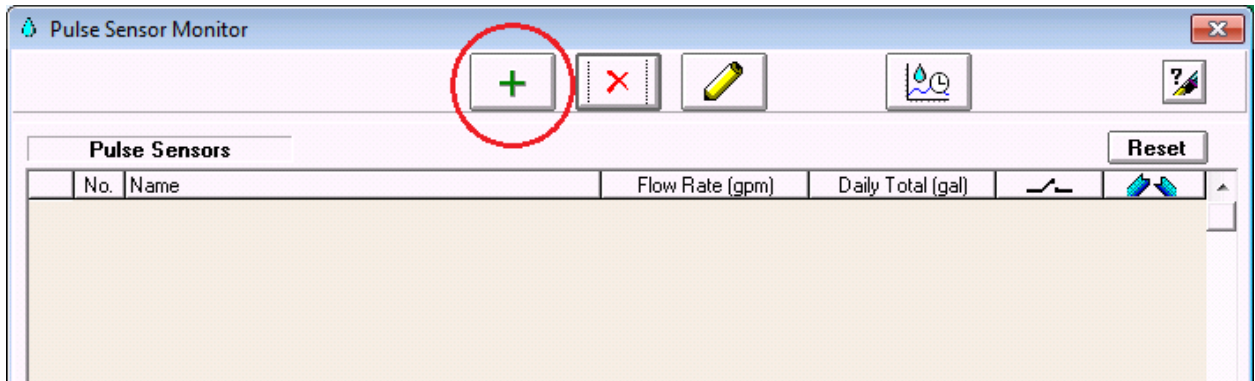 Pulse Sensor Monitor
?
Pulse Sensors
Reset
No. Name Flow Rate (gpm) Daily Total (gal)